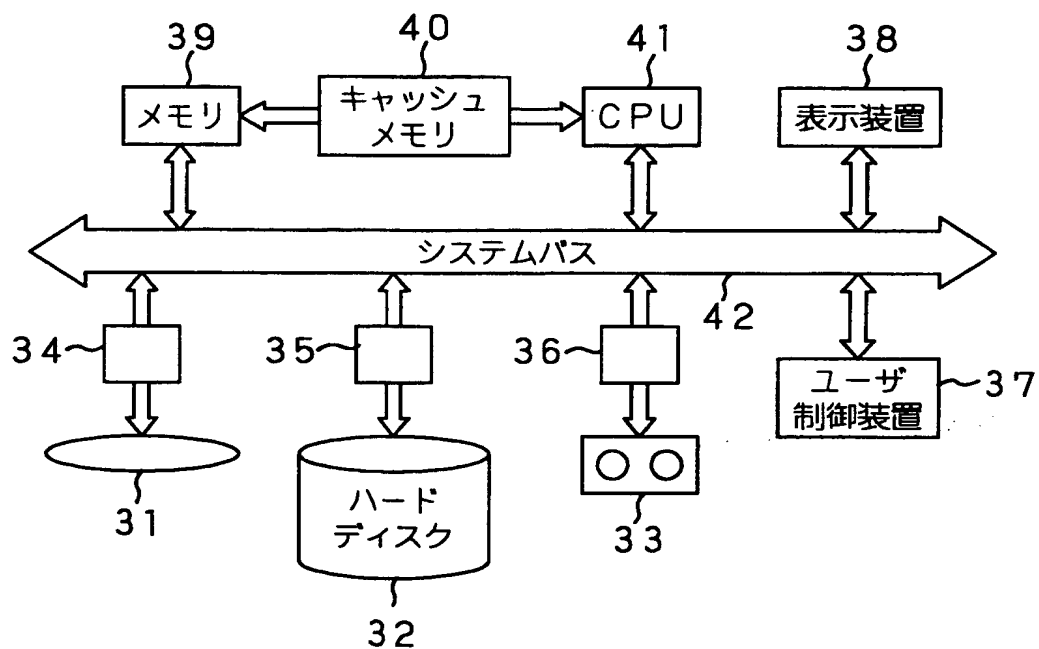 39
40
41
38
メモリ
キャッシュ
メモリ
CPU
表示装置
システムバス
42
34
35
36
37
ユーザ
制御装置
31
ハード
ディスク
32
33